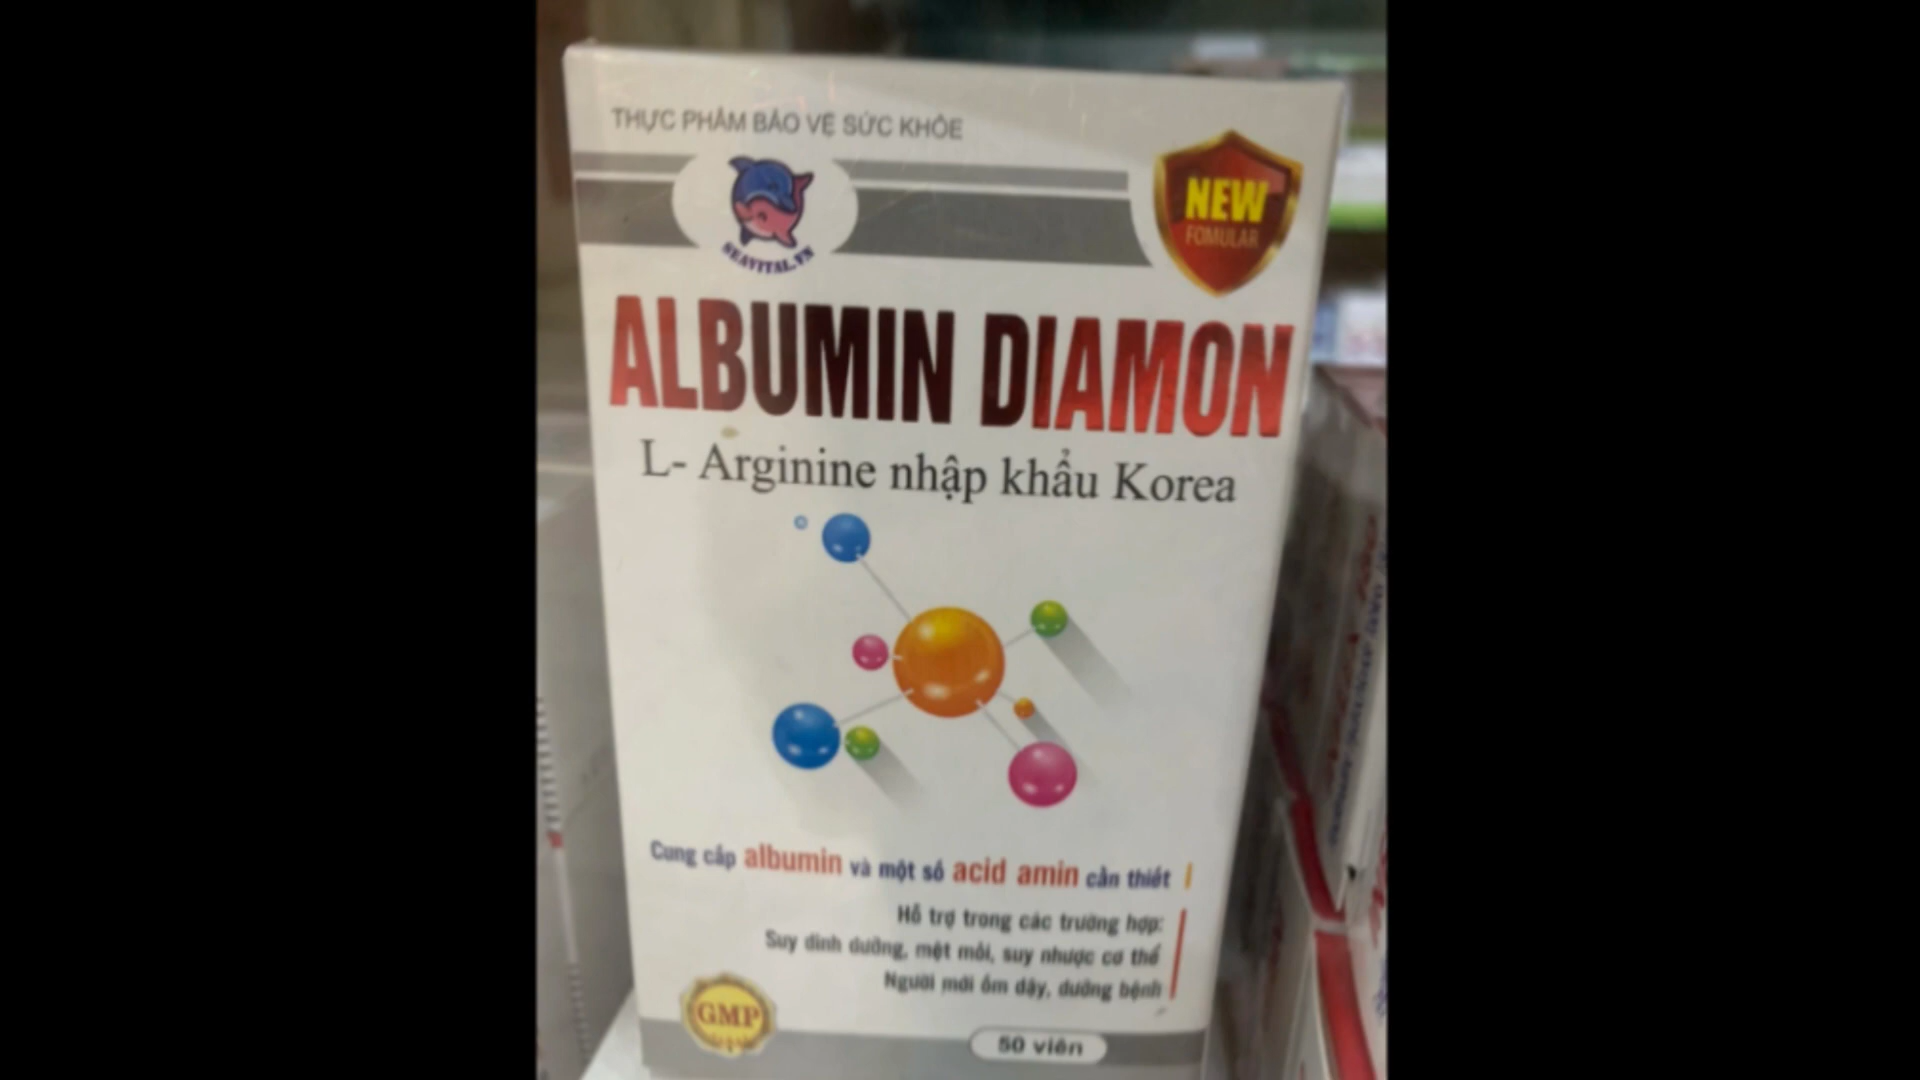 THỰC PHẨM BẢO VỆ SỨC KHỎE
SEAVITAL.VN
NEW
FOMULAR
ALBUMIN DIAMON
L- Arginine nhập khẩu Korea
Cung cấp albumin và một số acid amin cần thiết
Hỗ trợ trong các trường hợp:
Suy dinh dưỡng, mệt mỏi, suy nhược cơ thể
Người mới ốm dậy, dưỡng bệnh
GMP
50 viên